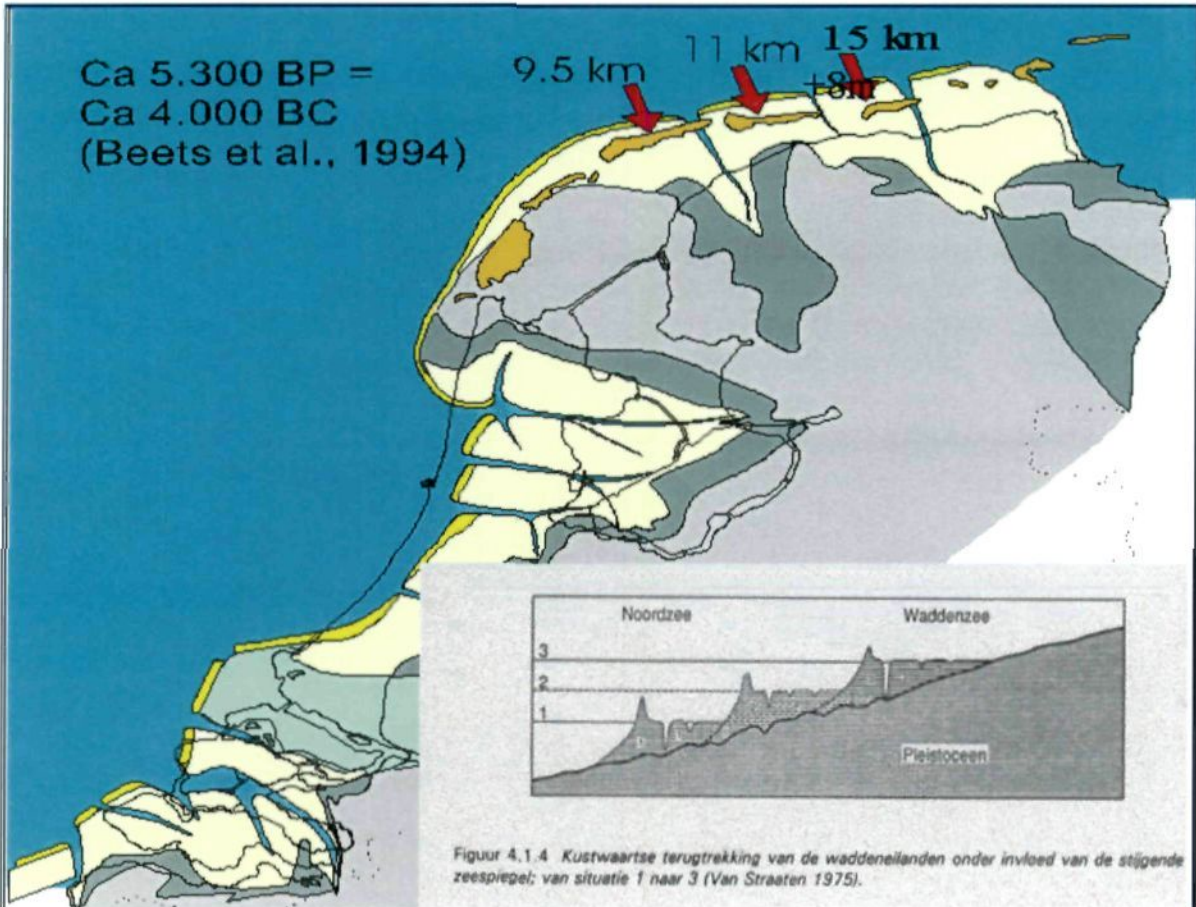 Ca 5.300 BP =
Ca 4.000 BC
(Beets et al., 1994)
9.5 km
11 km
15 km
+8m
Noordzee
Waddenzee
3
2
1
Pleistoceen
Figuur 4.1.4 Kustwaartse terugtrekking van de waddeneilanden onder invloed van de stijgende
zeespiegel; van situatie 1 naar 3 (Van Straaten 1975).